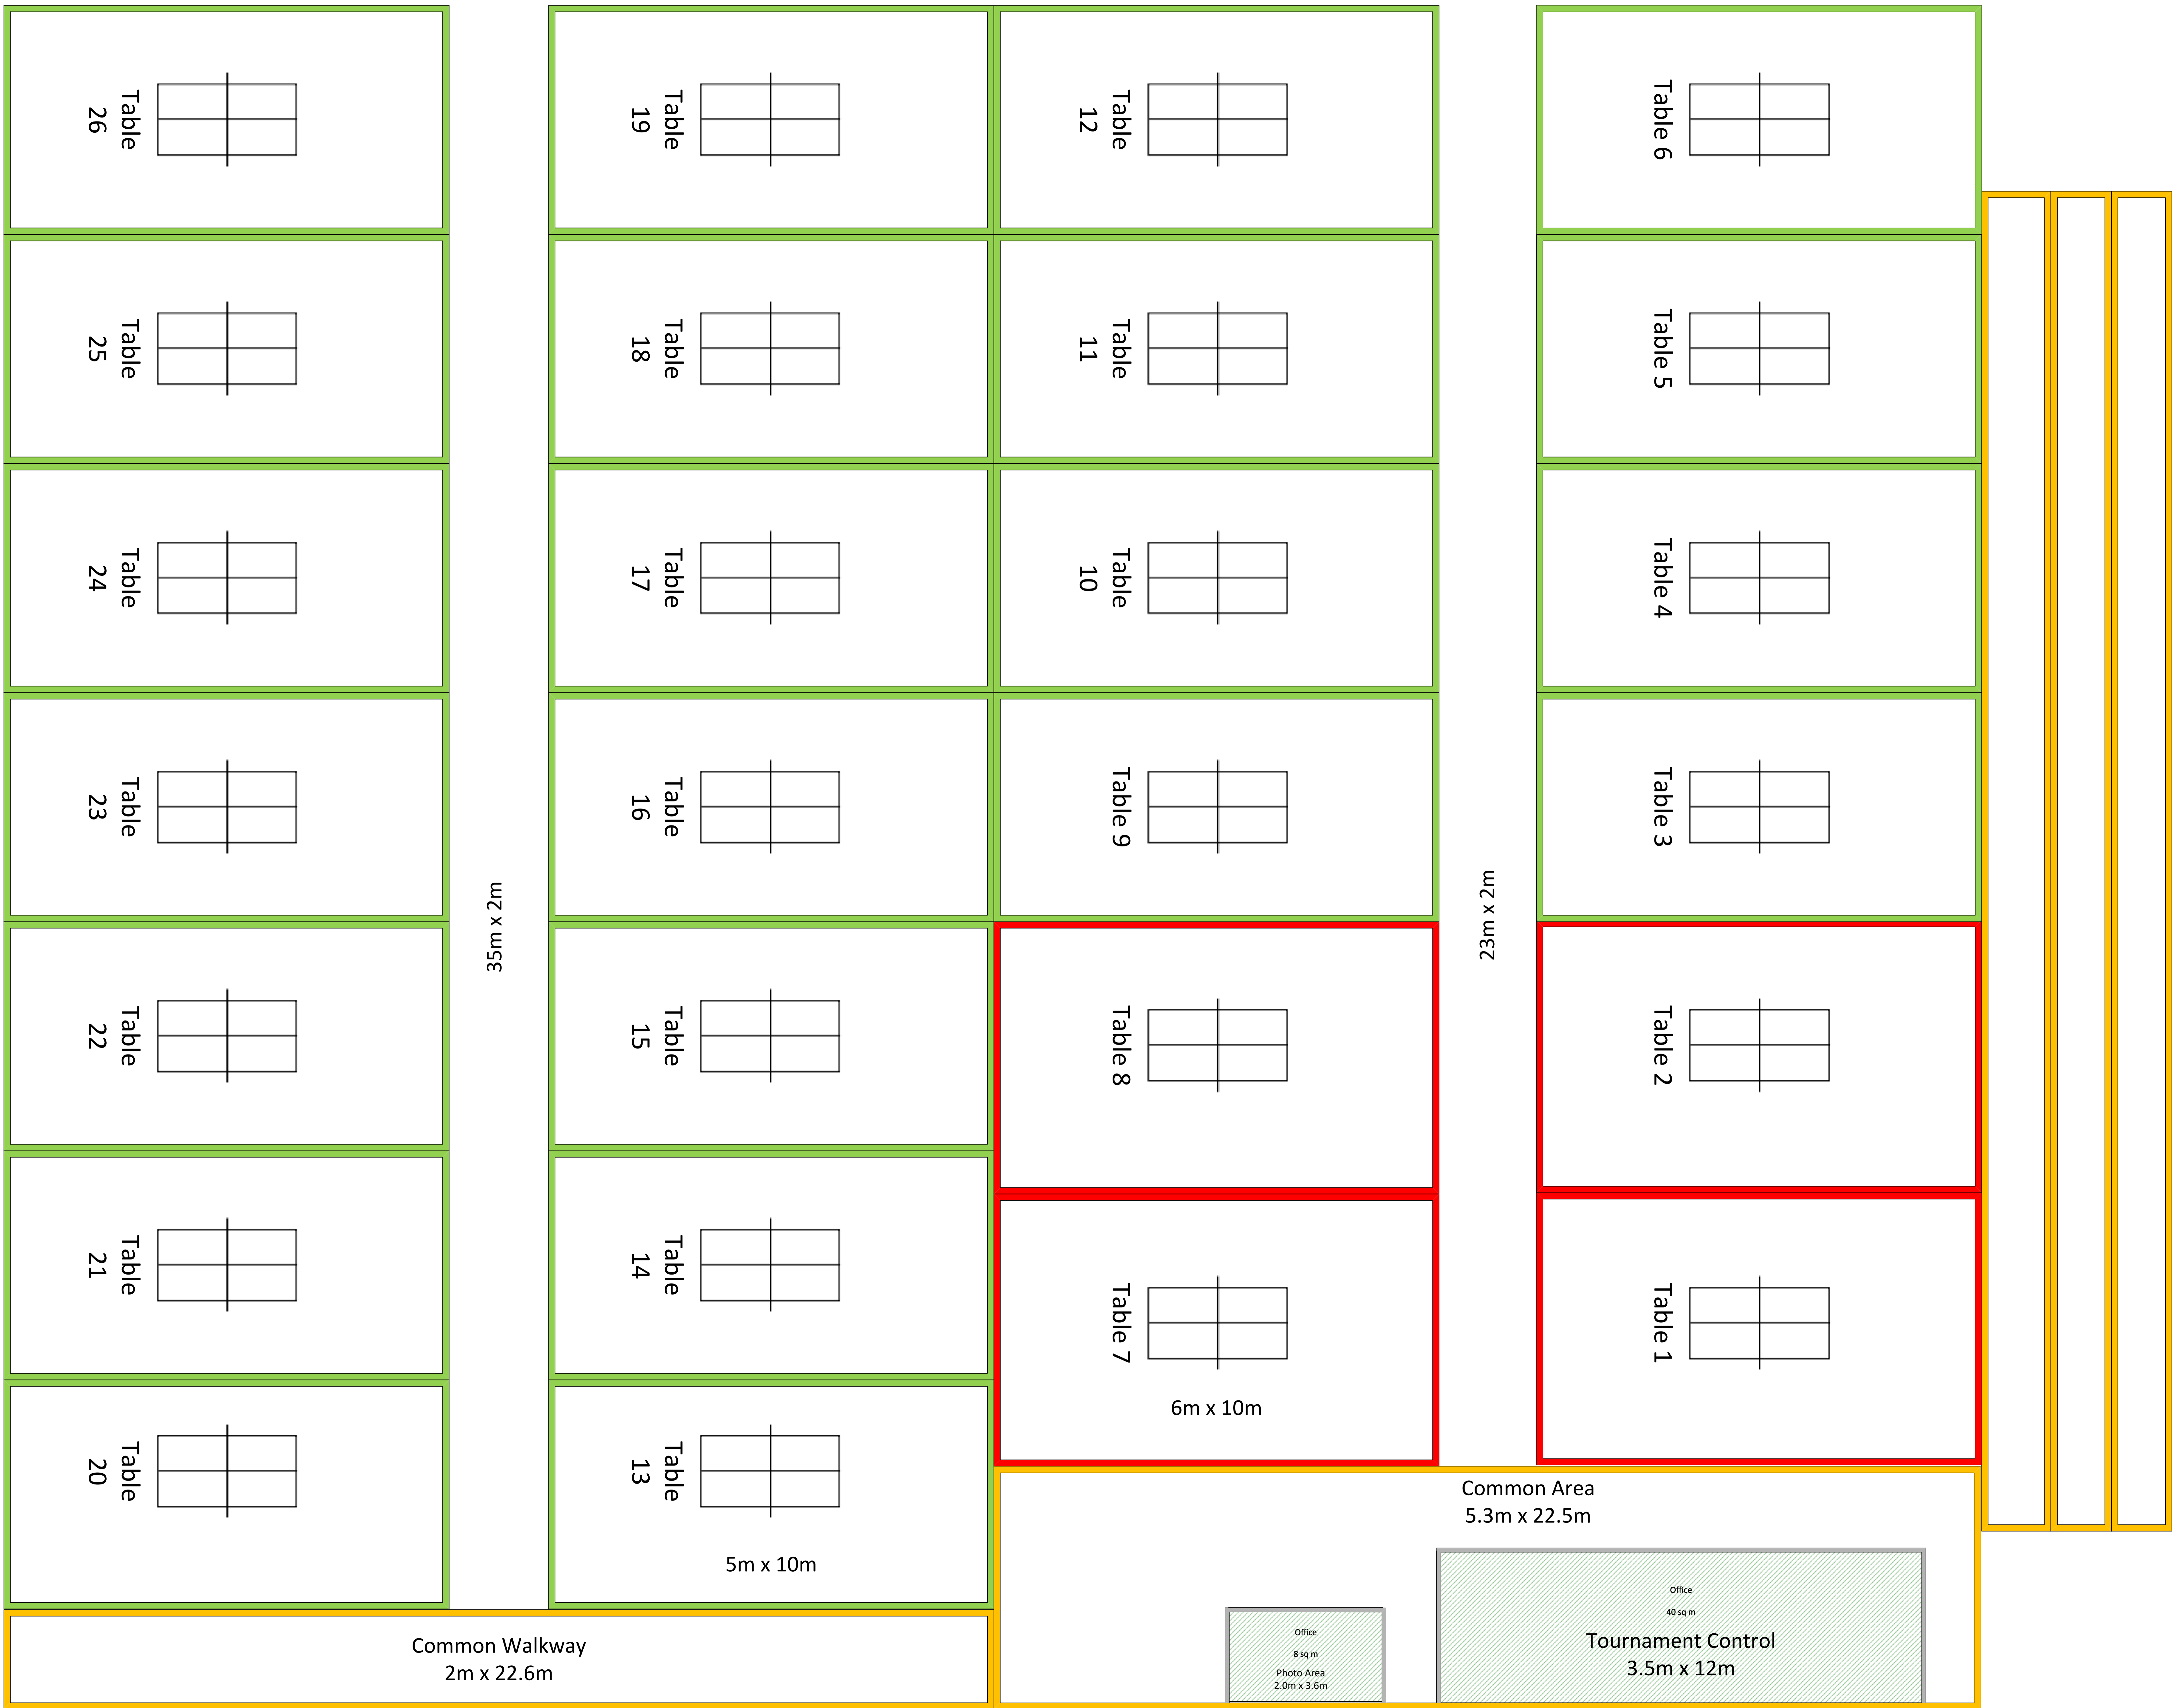 Table
26
Table
19
Table
12
Table 6
Table
25
Table
18
Table
11
Table 5
Table
24
Table
17
Table
10
Table 4
Table
23
Table
16
Table 9
Table 3
35m x 2m
23m x 2m
Table
22
Table
15
Table 8
Table 2
Table
21
Table
14
Table 7
6m x 10m
Table 1
Table
20
Table
13
5m x 10m
Common Area
5.3m x 22.5m
Common Walkway
2m x 22.6m
Office
8 sq m
Photo Area
2.0m x 3.6m
Office
40 sq m
Tournament Control
3.5m x 12m